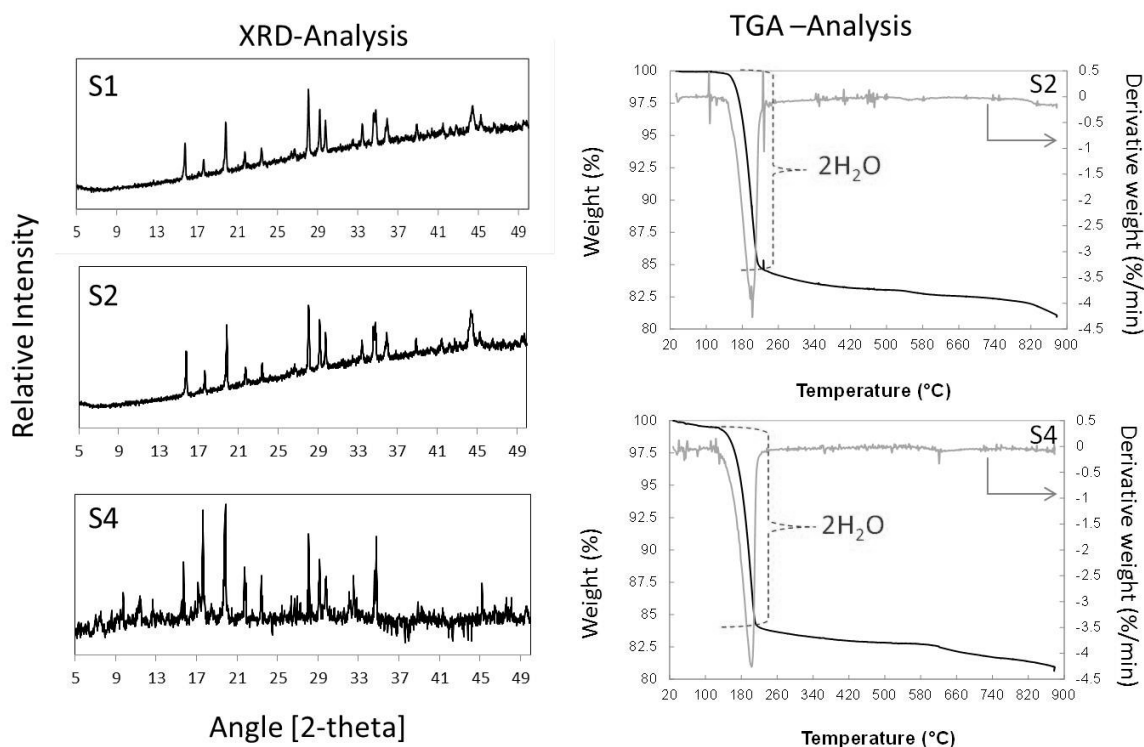 XRD-Analysis
S1
5 9 13 17 21 25 29 33 37 41 45 49
S2
5 9 13 17 21 25 29 33 37 41 45 49
S4
5 9 13 17 21 25 29 33 37 41 45 49
Relative Intensity
Angle [2-theta]
TGA –Analysis
S2
100
97.5
95
92.5
90
87.5
85
82.5
80
Weight (%)
2H₂O
0.5
0
-0.5
-1
-1.5
-2
-2.5
-3
-3.5
-4
-4.5
Derivative weight (%/min)
20 100 180 260 340 420 500 580 660 740 820 900
Temperature (°C)
S4
100
97.5
95
92.5
90
87.5
85
82.5
80
Weight (%)
2H₂O
0.5
0
-0.5
-1
-1.5
-2
-2.5
-3
-3.5
-4
-4.5
Derivative weight (%/min)
20 100 180 260 340 420 500 580 660 740 820 900
Temperature (°C)